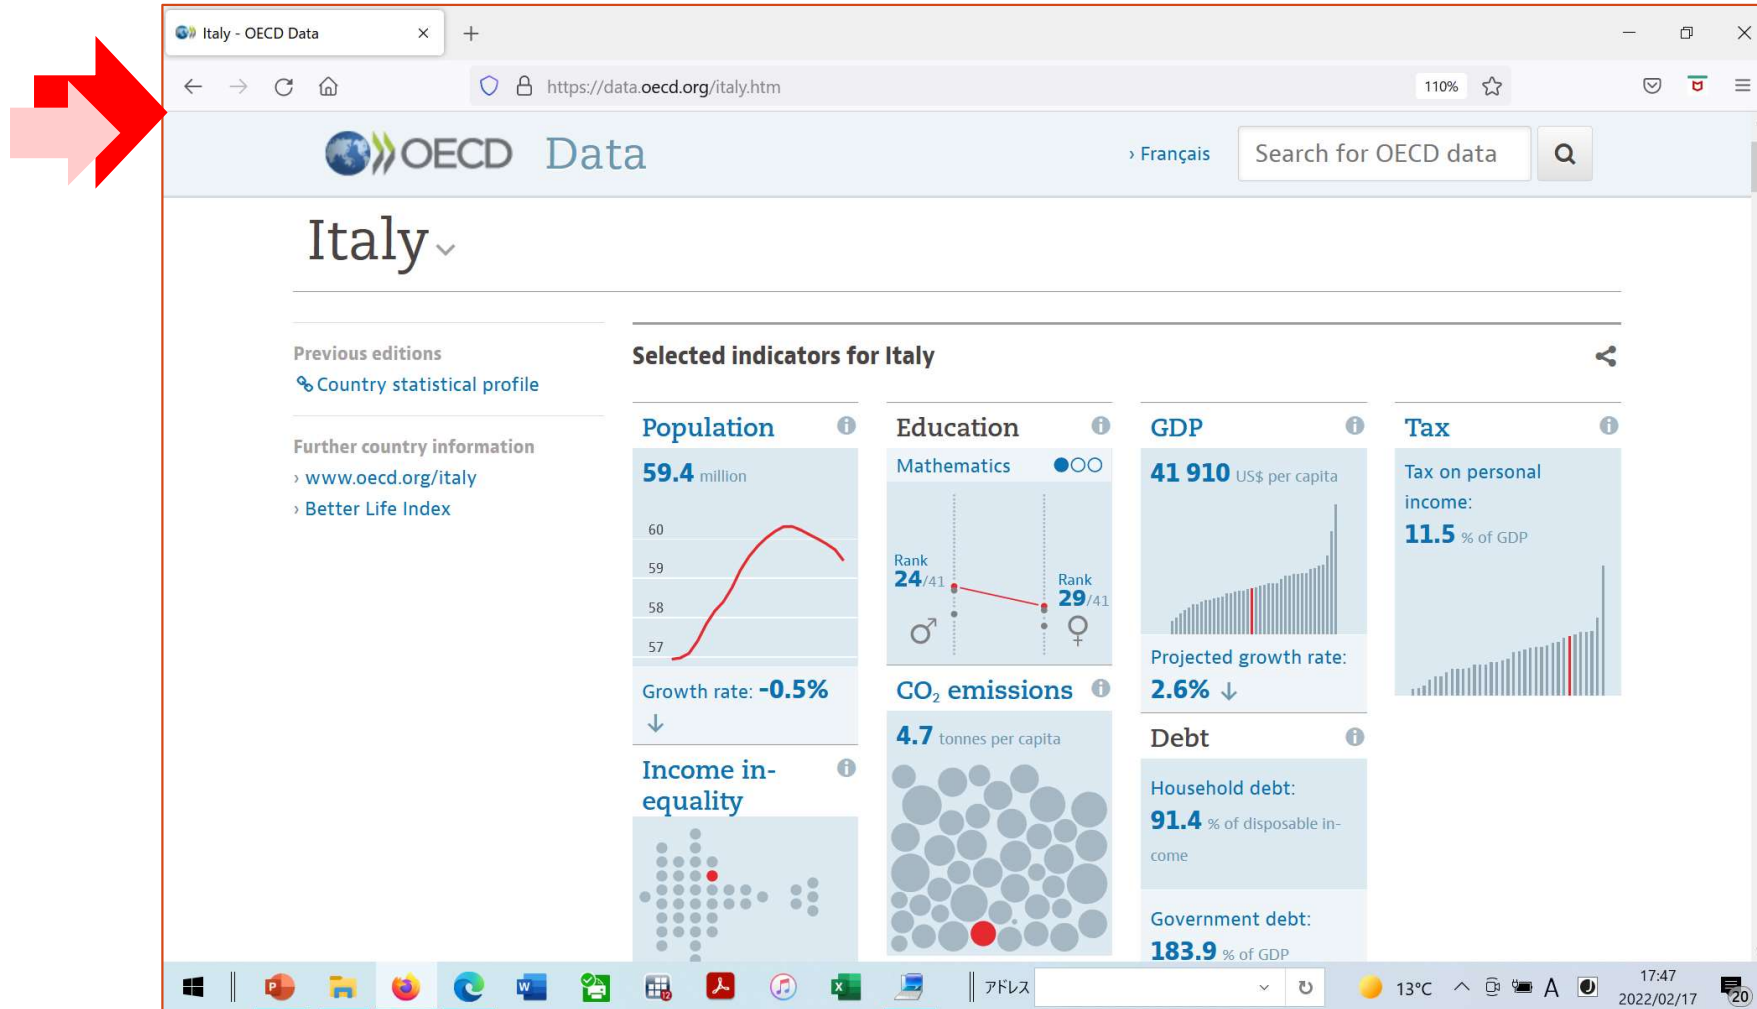 Italy - OECD Data
https://data.oecd.org/italy.htm
110%
OECD Data
› Français
Search for OECD data
Italy
Previous editions
Country statistical profile
Further country information
› www.oecd.org/italy
› Better Life Index
Selected indicators for Italy
Population
59.4 million
60
59
58
57
Growth rate: -0.5%
↓
Income in-
equality
Education
Mathematics
Rank
24/41
Rank
29/41
♂ ♀
CO₂ emissions
4.7 tonnes per capita
GDP
41 910 US$ per capita
Projected growth rate:
2.6% ↓
Debt
Household debt:
91.4 % of disposable in-
come
Government debt:
183.9 % of GDP
Tax
Tax on personal
income:
11.5 % of GDP
アドレス
13°C
A
17:47
2022/02/17
20